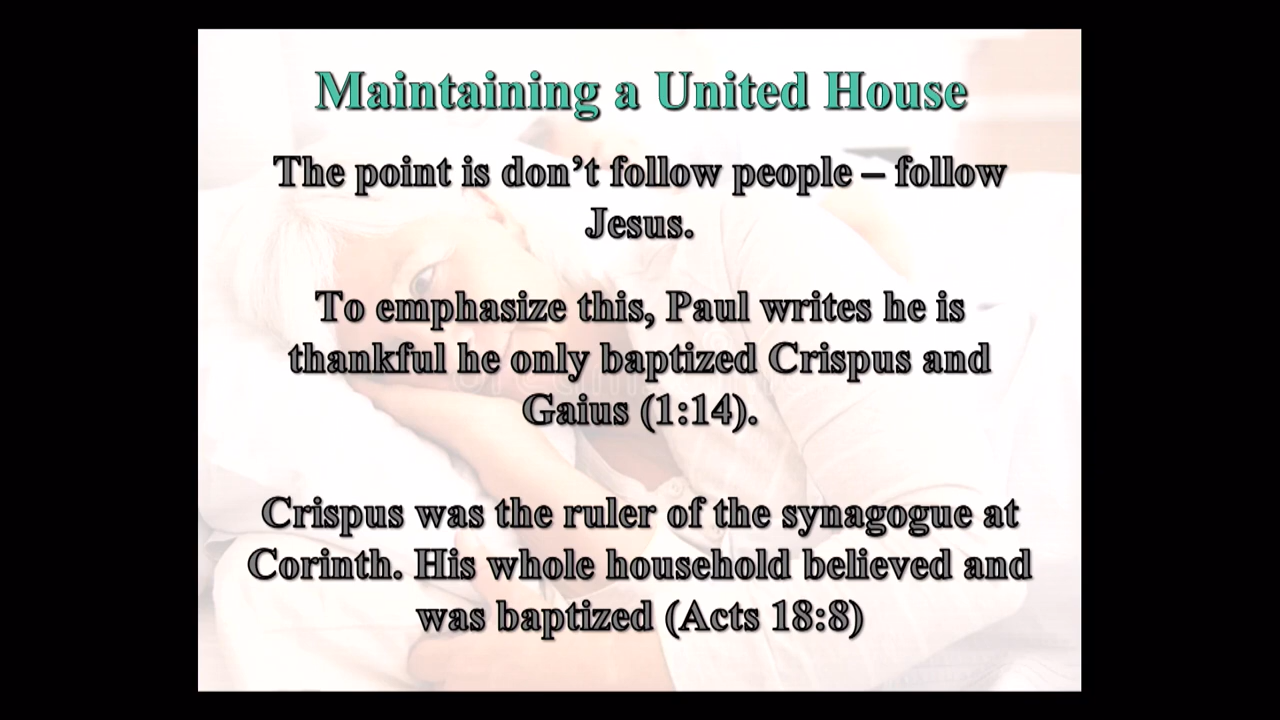 Maintaining a United House
The point is don’t follow people – follow
Jesus.
To emphasize this, Paul writes he is
thankful he only baptized Crispus and
Gaius (1:14).
Crispus was the ruler of the synagogue at
Corinth. His whole household believed and
was baptized (Acts 18:8)